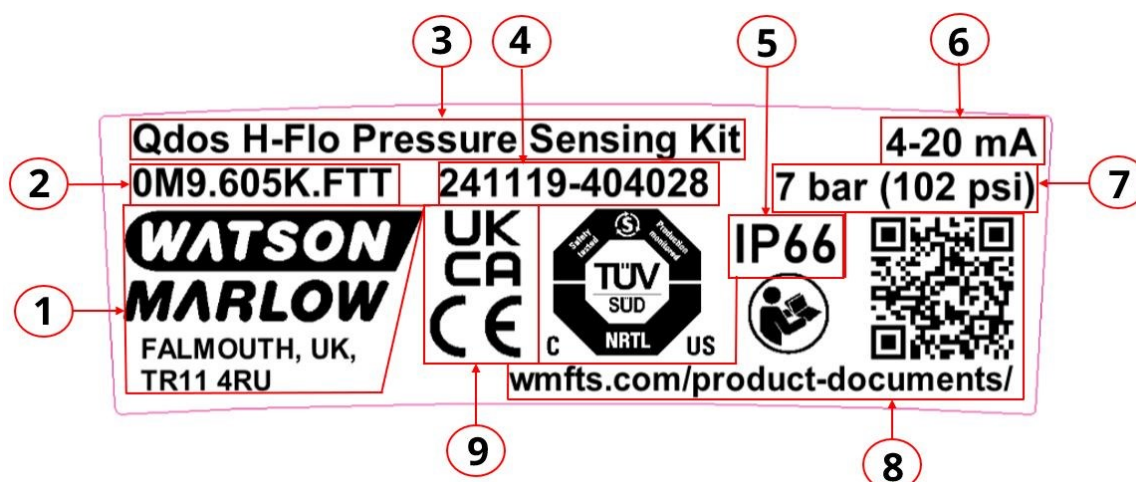 3 4 5 6
Qdos H-Flo Pressure Sensing Kit
4-20 mA
2
0M9.605K.FTT
241119-404028
7 bar (102 psi)
7
1
WATSON
MARLOW
FALMOUTH, UK,
TR11 4RU
UK
CA
CE
Safety tested
S
Production monitored
TÜV
SÜD
NRTL
C US
IP66
wmfts.com/product-documents/
9
8